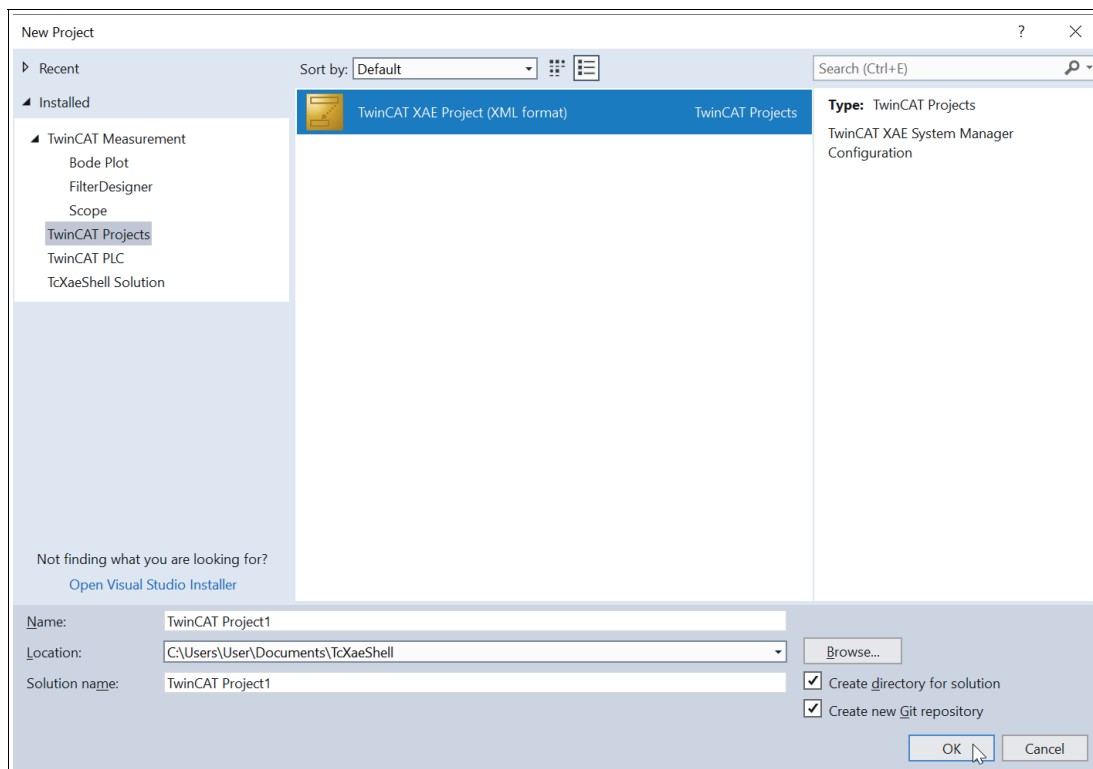 New Project
?
Recent
Sort by: Default
Search (Ctrl+E)
Installed
TwinCAT Measurement
Bode Plot
FilterDesigner
Scope
TwinCAT Projects
TwinCAT PLC
TcXaeShell Solution
TwinCAT XAE Project (XML format) TwinCAT Projects
Type: TwinCAT Projects
TwinCAT XAE System Manager
Configuration
Not finding what you are looking for?
Open Visual Studio Installer
Name: TwinCAT Project1
Location: C:\Users\User\Documents\TcXaeShell Browse...
Solution name: TwinCAT Project1
Create directory for solution
Create new Git repository
OK Cancel